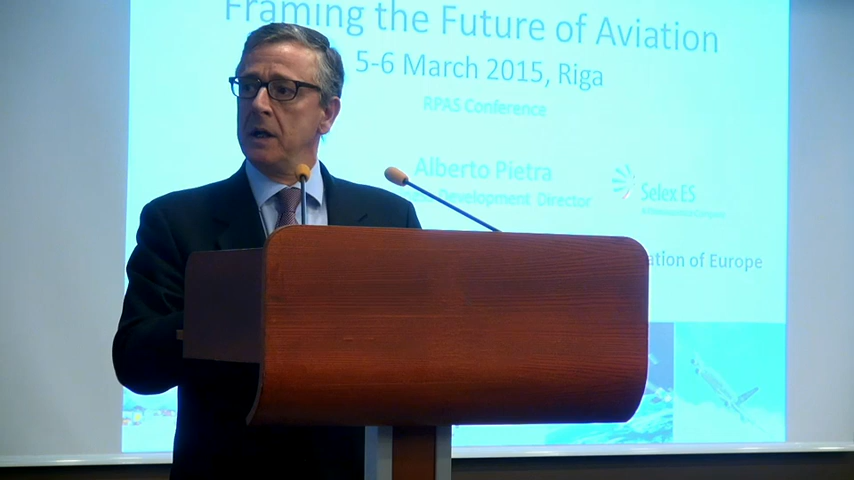 Framing the Future of Aviation
5-6 March 2015, Riga
RPAS Conference
Alberto Pietra
Development Director
Selex ES
ation of Europe